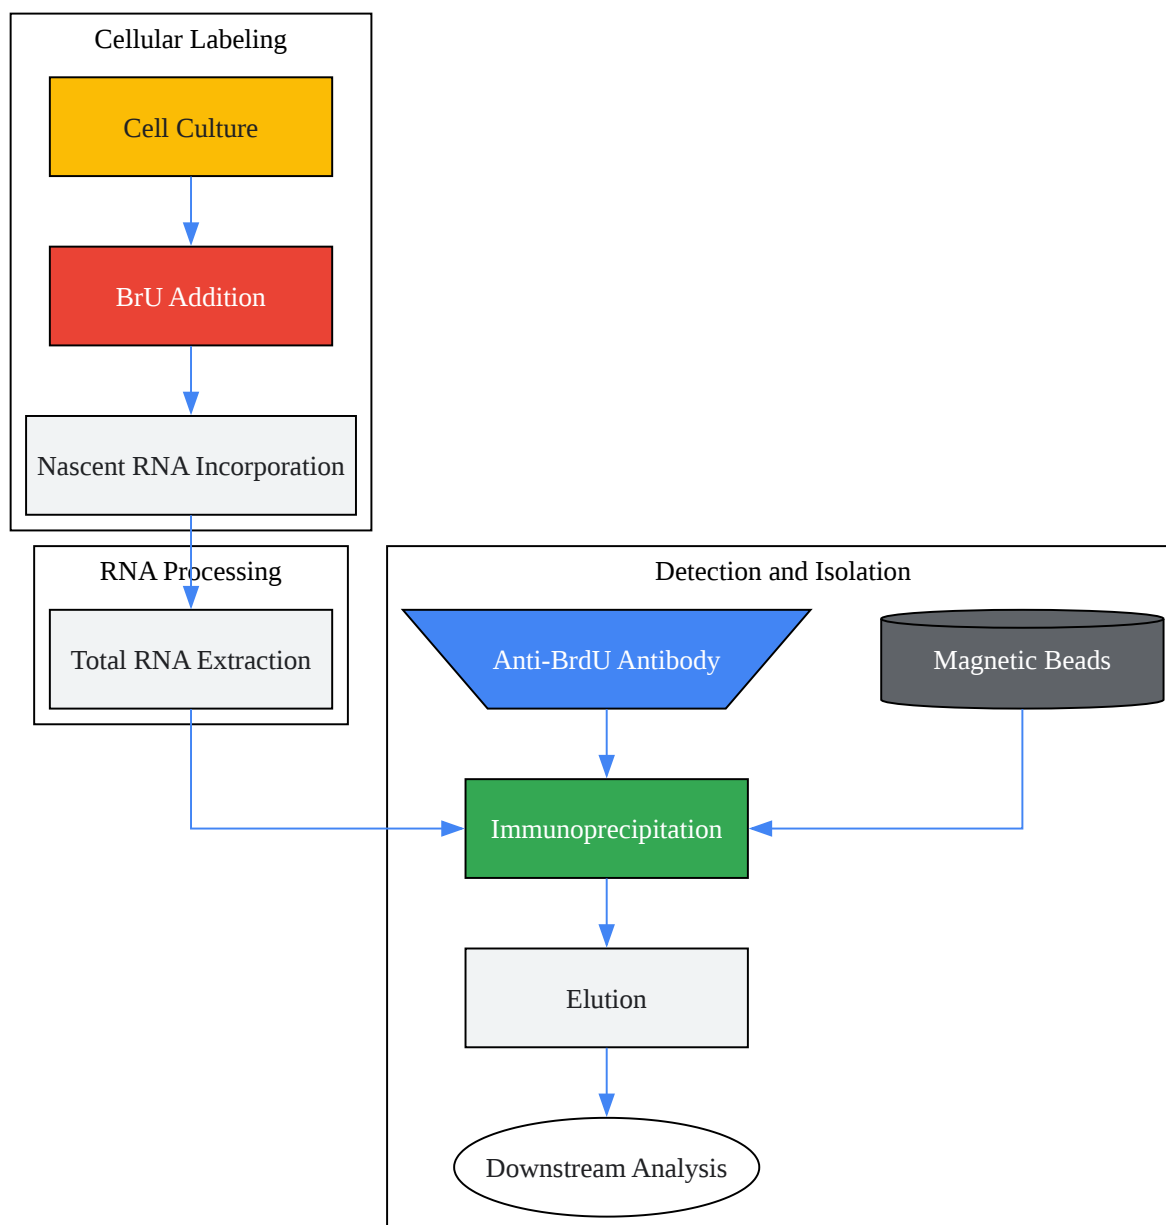 Cellular Labeling
Cell Culture
BrU Addition
Nascent RNA Incorporation
RNA Processing
Total RNA Extraction
Detection and Isolation
Anti-BrdU Antibody
Magnetic Beads
Immunoprecipitation
Elution
Downstream Analysis